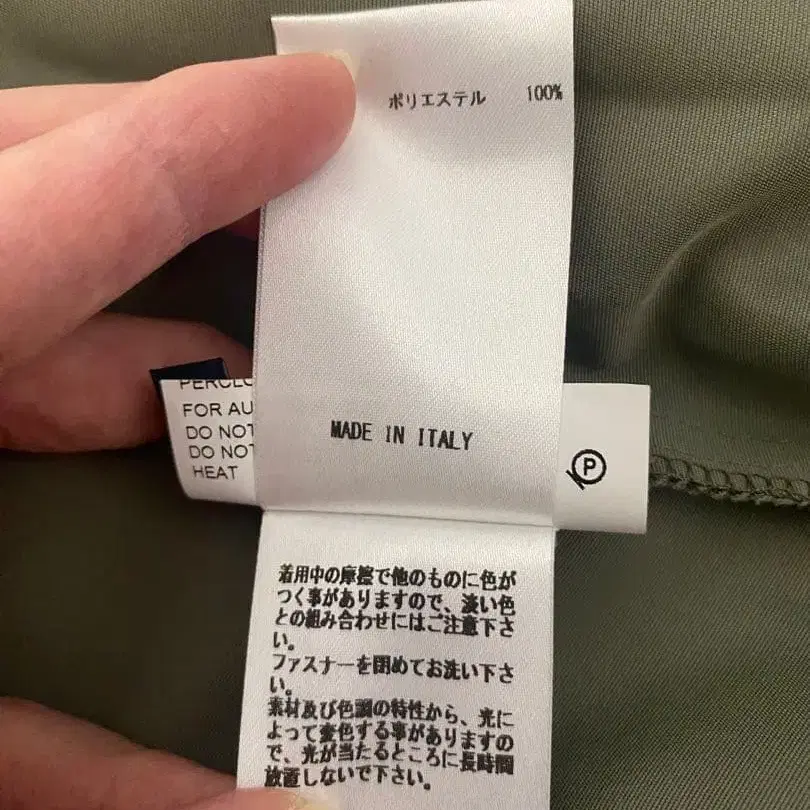 ポリエステル 100%
MADE IN ITALY
FOR AU
DO NOT
DO NOT
HEAT
P
着用中の摩擦で他のものに色が
つく事がありますので、淡い色
との組み合わせにはご注意下さ
い。
ファスナーを閉めてお洗い下さ
い。
素材及び色調の特性から、光に
よって変色する事がありますの
で、光が当たるところに長時間
放置しないで下さい。